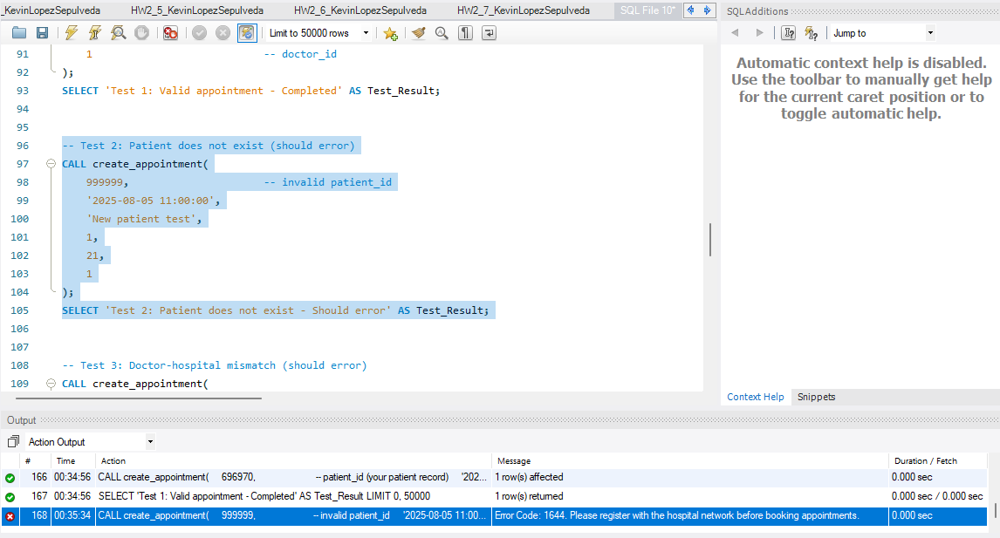 _KevinLopezSepulveda HW2_5_KevinLopezSepulveda HW2_6_KevinLopezSepulveda HW2_7_KevinLopezSepulveda SQL File 10*
SQLAdditions
Limit to 50000 rows
Jump to
91 1 -- doctor_id
92 );
93 SELECT 'Test 1: Valid appointment - Completed' AS Test_Result;
94
95
96 -- Test 2: Patient does not exist (should error)
97 CALL create_appointment(
98 999999, -- invalid patient_id
99 '2025-08-05 11:00:00',
100 'New patient test',
101 1,
102 21,
103 1
104 );
105 SELECT 'Test 2: Patient does not exist - Should error' AS Test_Result;
106
107
108 -- Test 3: Doctor-hospital mismatch (should error)
109 CALL create_appointment(
Automatic context help is disabled.
Use the toolbar to manually get help
for the current caret position or to
toggle automatic help.
Context Help Snippets
Output
Action Output
# Time Action Message Duration / Fetch
166 00:34:56 CALL create_appointment( 696970, -- patient_id (your patient record) '202... 1 row(s) affected 0.000 sec
167 00:34:56 SELECT 'Test 1: Valid appointment - Completed' AS Test_Result LIMIT 0, 50000 1 row(s) returned 0.000 sec / 0.000 sec
168 00:35:34 CALL create_appointment( 999999, -- invalid patient_id '2025-08-05 11:00... Error Code: 1644. Please register with the hospital network before booking appointments. 0.000 sec